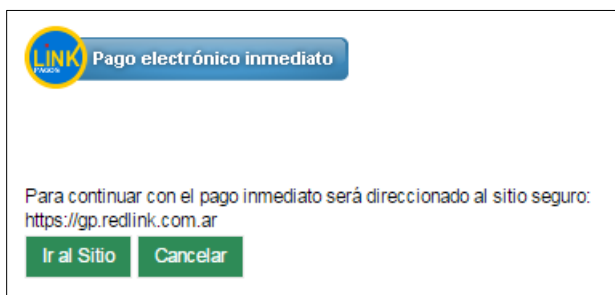 LINK
PAGOS
Pago electrónico inmediato
Para continuar con el pago inmediato será direccionado al sitio seguro:
https://gp.redlink.com.ar
Ir al Sitio Cancelar